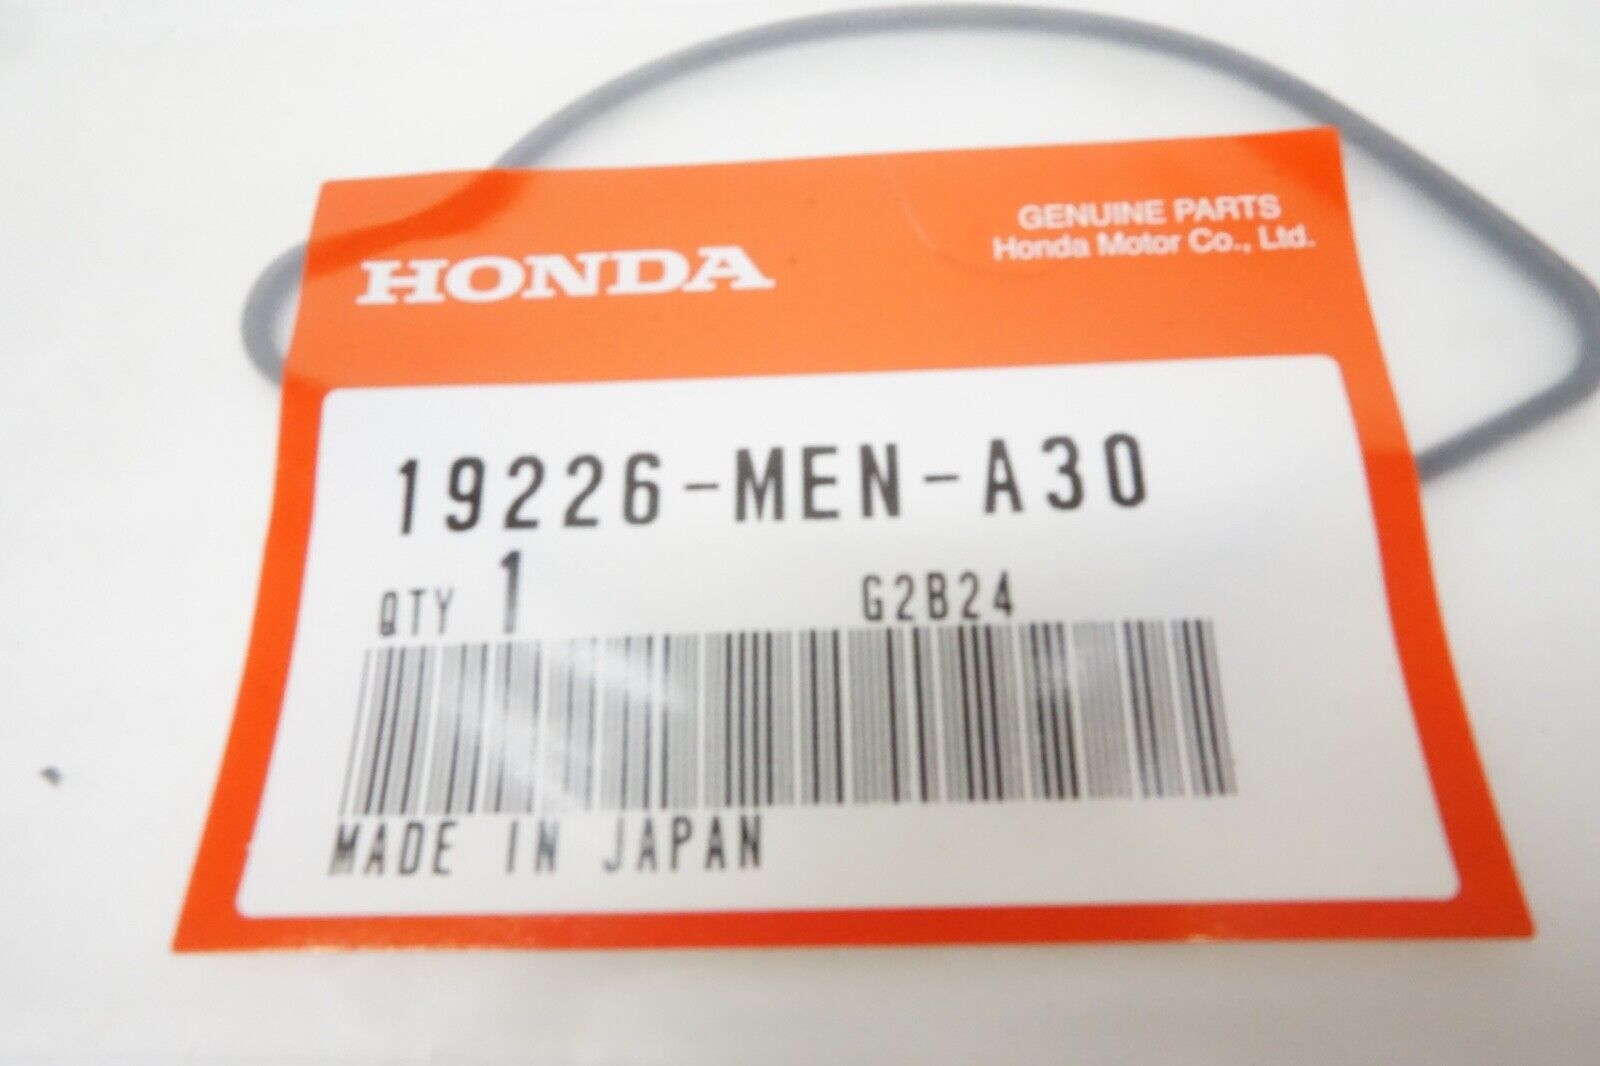 HONDA
GENUINE PARTS
Honda Motor Co., Ltd.
19226-MEN-A30
QTY 1 G2B24
MADE IN JAPAN